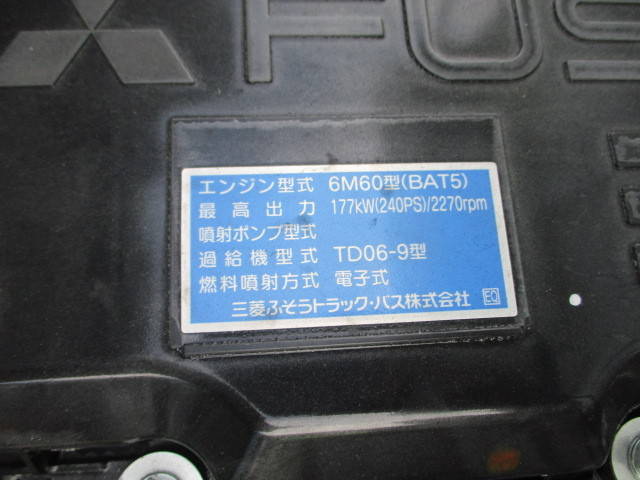 FUS
エンジン型式 6M60型(BAT5)
最高出力 177kW(240PS)/2270rpm
噴射ポンプ型式
過給機型式 TD06-9型
燃料噴射方式 電子式
三菱ふそうトラック・バス株式会社 EQ